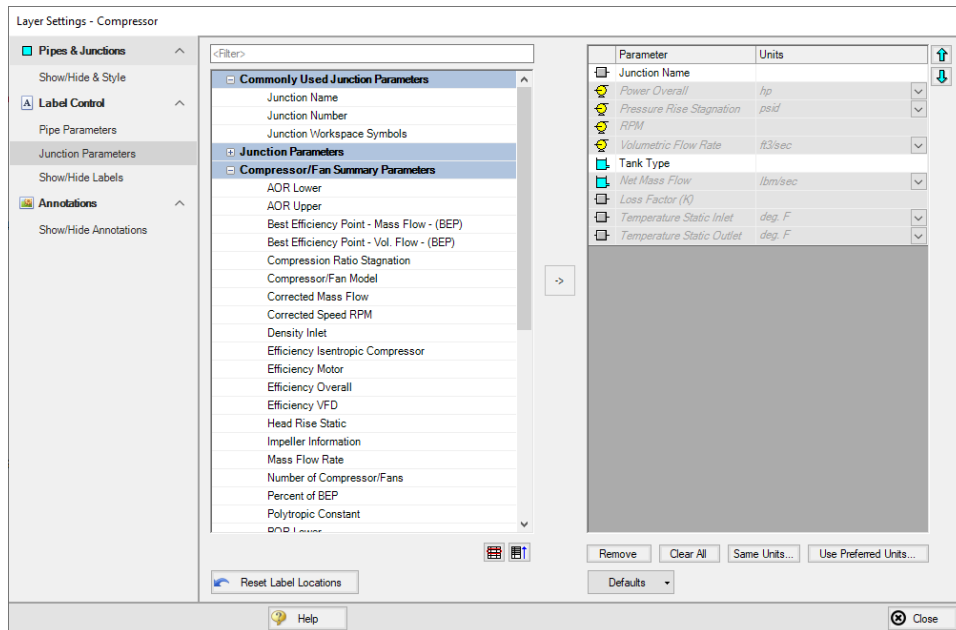 Layer Settings - Compressor
Pipes & Junctions
Show/Hide & Style
A Label Control
Pipe Parameters
Junction Parameters
Show/Hide Labels
Annotations
Show/Hide Annotations
<Filter>
Commonly Used Junction Parameters
Junction Name
Junction Number
Junction Workspace Symbols
Junction Parameters
Compressor/Fan Summary Parameters
AOR Lower
AOR Upper
Best Efficiency Point - Mass Flow - (BEP)
Best Efficiency Point - Vol. Flow - (BEP)
Compression Ratio Stagnation
Compressor/Fan Model
Corrected Mass Flow
Corrected Speed RPM
Density Inlet
Efficiency Isentropic Compressor
Efficiency Motor
Efficiency Overall
Efficiency VFD
Head Rise Static
Impeller Information
Mass Flow Rate
Number of Compressor/Fans
Percent of BEP
Polytropic Constant
POR Lower
Reset Label Locations
->
Parameter Units
Junction Name
Power Overall hp
Pressure Rise Stagnation psid
RPM
Volumetric Flow Rate ft3/sec
Tank Type
Net Mass Flow lbm/sec
Loss Factor (K)
Temperature Static Inlet deg. F
Temperature Static Outlet deg. F
Remove Clear All Same Units... Use Preferred Units...
Defaults
Help
Close